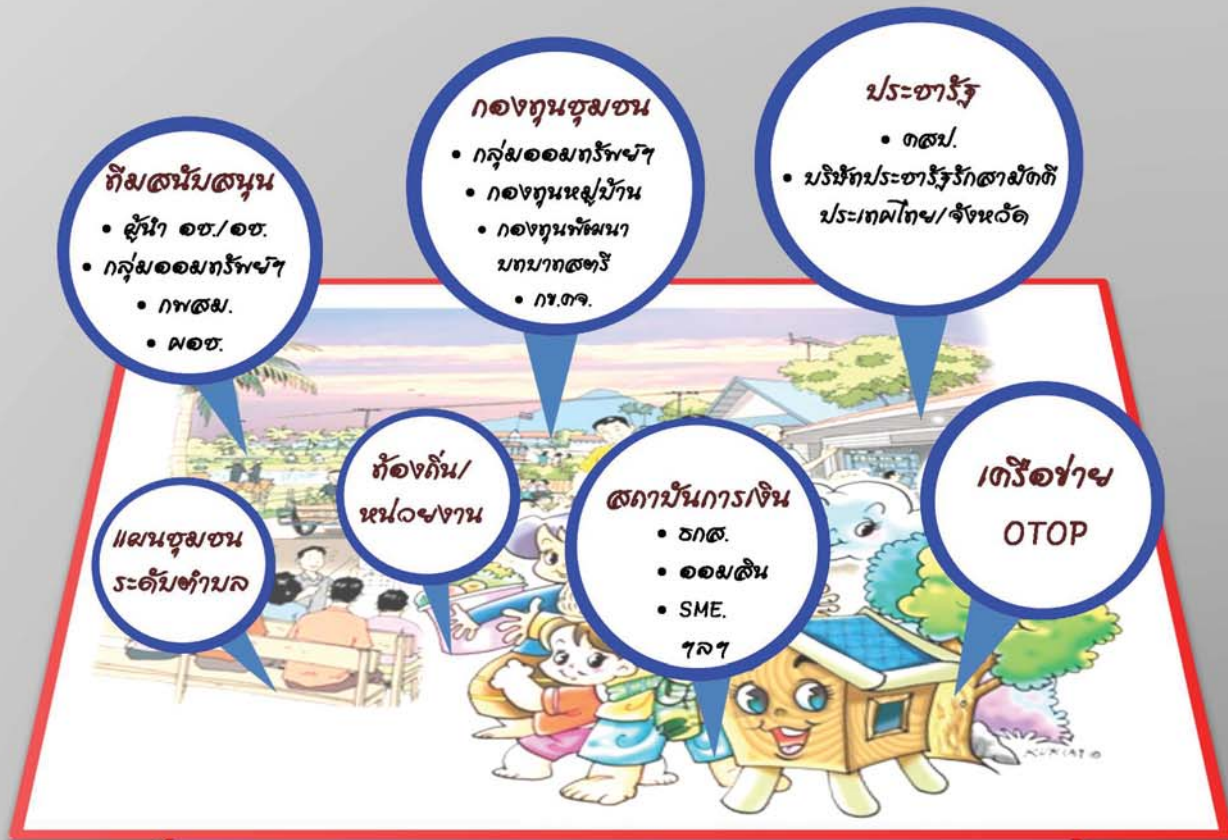 ทีมสนับสนุน
• ผู้นำ อช./อช.
• กลุ่มออมทรัพย์ฯ
• กพสม.
• ผอช.
กองทุนชุมชน
• กลุ่มออมทรัพย์ฯ
• กองทุนหมู่บ้าน
• กองทุนพัฒนา
บทบาทสตรี
• กข.คจ.
ประชารัฐ
• คสป.
• บริษัทประชารัฐรักสามัคคี
ประเทศไทย/จังหวัด
แผนชุมชน
ระดับตำบล
ท้องถิ่น/
หน่วยงาน
สถาบันการเงิน
• ธกส.
• ออมสิน
• SME.
ฯลฯ
เครือข่าย
OTOP